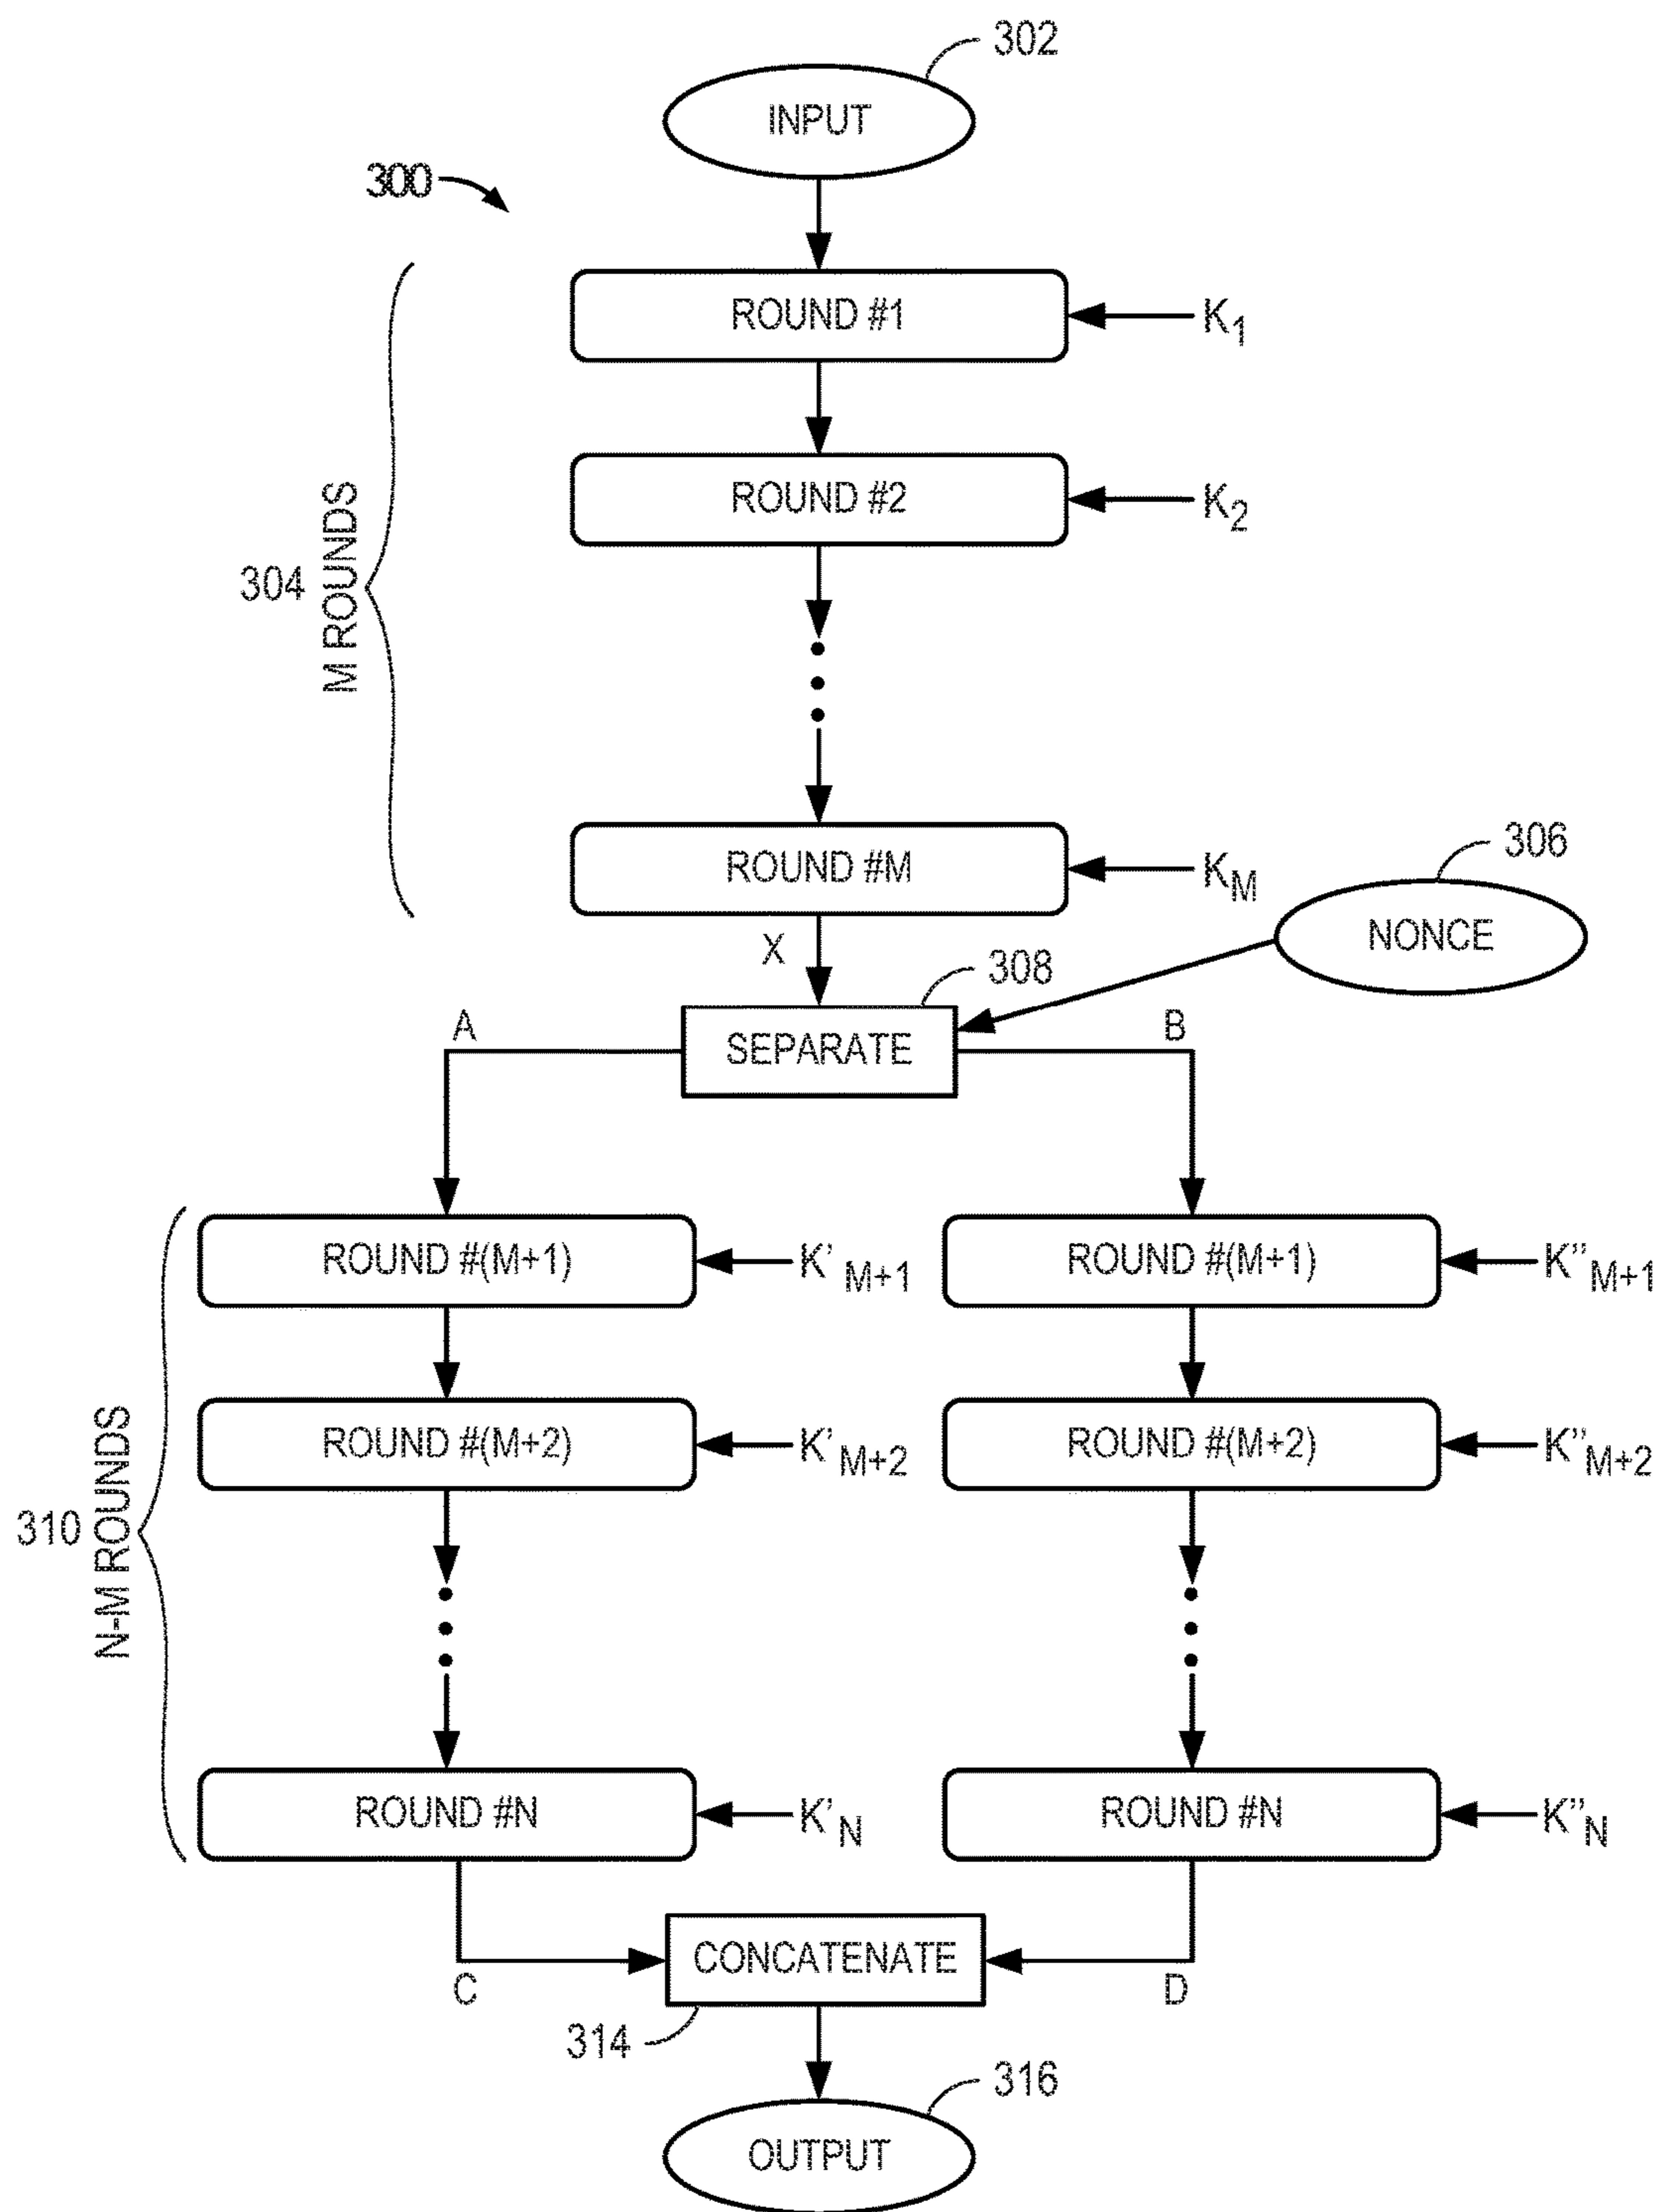 302
INPUT
300
ROUND #1
K1
ROUND #2
K2
304
M ROUNDS
ROUND #M
KM
306
NONCE
X
308
A
SEPARATE
B
ROUND #(M+1)
K'M+1
ROUND #(M+1)
K"M+1
ROUND #(M+2)
K'M+2
ROUND #(M+2)
K"M+2
310
N-M ROUNDS
ROUND #N
K'N
ROUND #N
K"N
CONCATENATE
C
D
314
316
OUTPUT